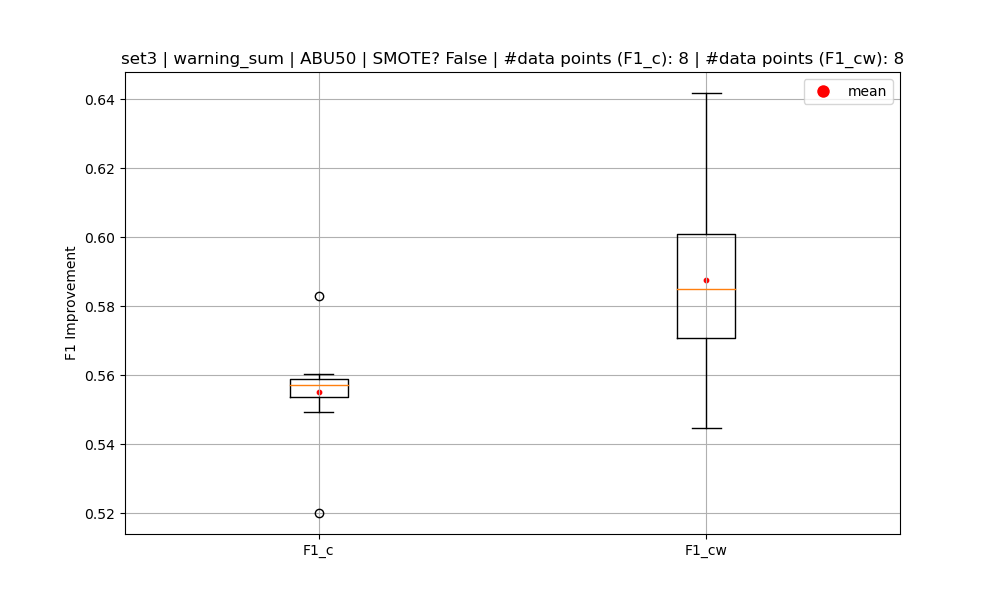 set3 | warning_sum | ABU50 | SMOTE? False | #data points (F1_c): 8 | #data points (F1_cw): 8
mean
0.64
0.62
0.60
0.58
0.56
0.54
0.52
F1 Improvement
F1_c
F1_cw